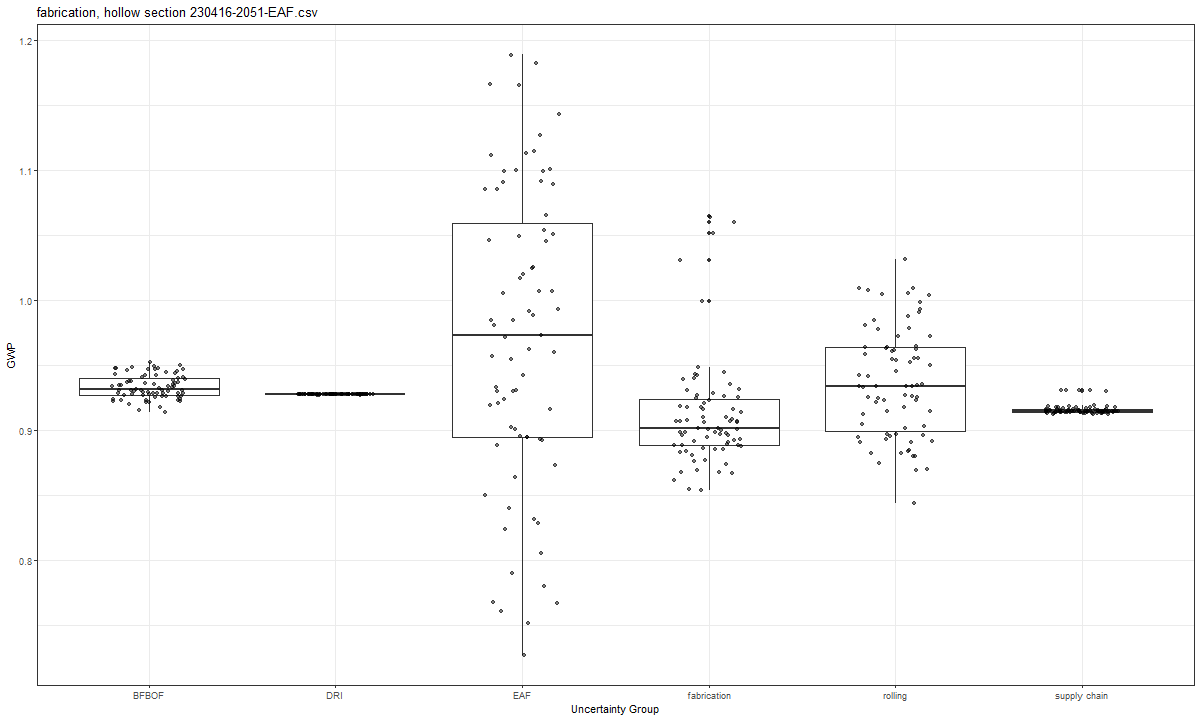 fabrication, hollow section 230416-2051-EAF.csv
1.2
1.1
1.0
0.9
0.8
GWP
BFBOF DRI EAF fabrication rolling supply chain
Uncertainty Group